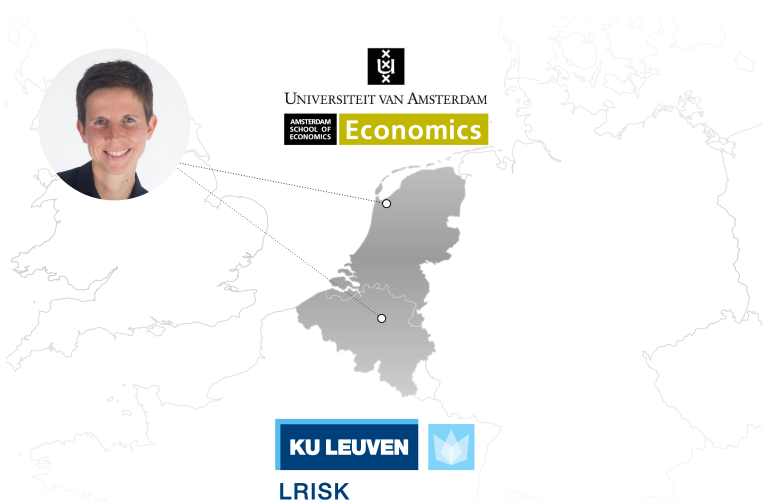 UNIVERSITEIT VAN AMSTERDAM
AMSTERDAM
SCHOOL OF
ECONOMICS
Economics
KU LEUVEN
LRISK